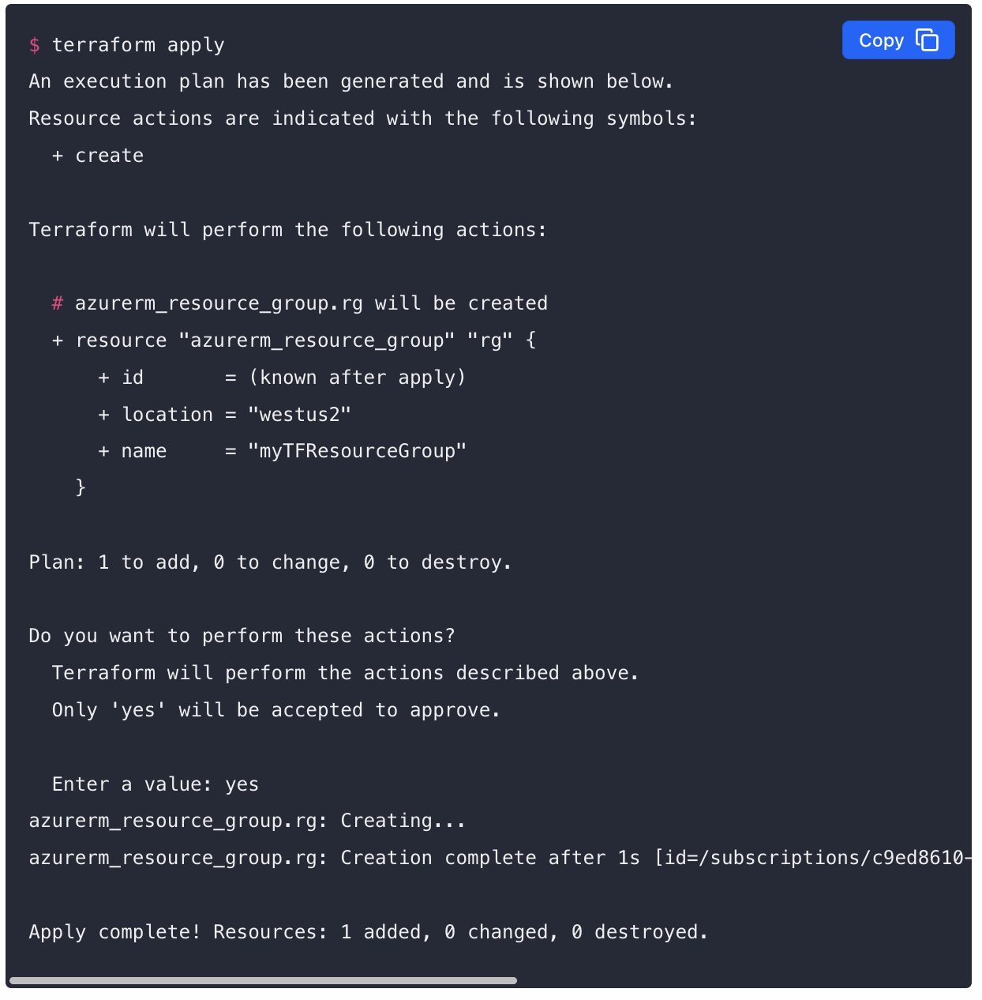 Copy
$ terraform apply
An execution plan has been generated and is shown below.
Resource actions are indicated with the following symbols:
  + create

Terraform will perform the following actions:

  # azurerm_resource_group.rg will be created
  + resource "azurerm_resource_group" "rg" {
      + id       = (known after apply)
      + location = "westus2"
      + name     = "myTFResourceGroup"
    }

Plan: 1 to add, 0 to change, 0 to destroy.

Do you want to perform these actions?
  Terraform will perform the actions described above.
  Only 'yes' will be accepted to approve.

  Enter a value: yes
azurerm_resource_group.rg: Creating...
azurerm_resource_group.rg: Creation complete after 1s [id=/subscriptions/c9ed8610-

Apply complete! Resources: 1 added, 0 changed, 0 destroyed.